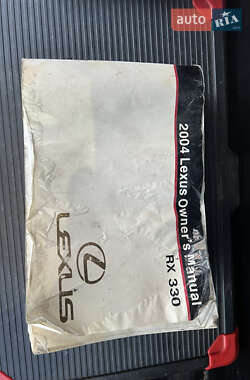 auto
RIA
2004 Lexus Owner's Manual
RX 330
LEXUS